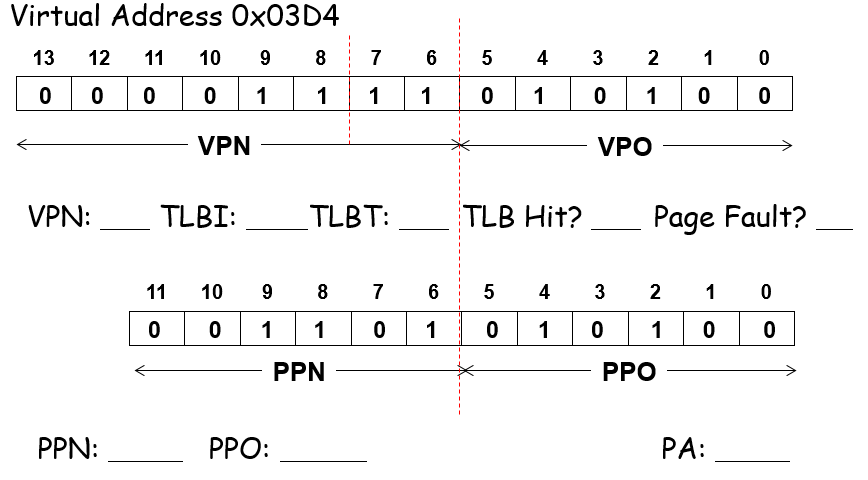 Virtual Address 0x03D4
13 12 11 10 9 8 7 6 5 4 3 2 1 0
0 0 0 0 1 1 1 1 0 1 0 1 0 0
VPN VPO
VPN: ___ TLBI: ____ TLBT: ___ TLB Hit? ___ Page Fault? __
11 10 9 8 7 6 5 4 3 2 1 0
0 0 1 1 0 1 0 1 0 1 0 0
PPN PPO
PPN: _____ PPO: ______ PA: _____